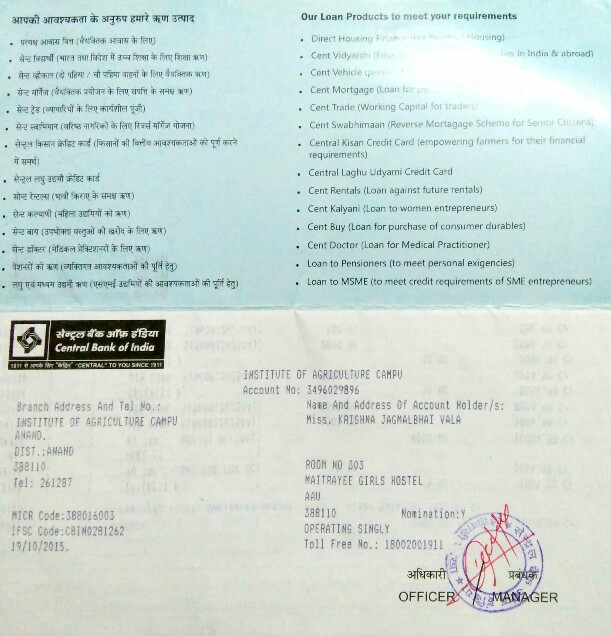 आपकी आवश्यकता के अनुरुप हमारे ऋण उत्पाद
प्रत्यक्ष आवास वित्त (वैयक्तिक आवास के लिए)
सेन्ट विद्यार्थी (भारत तथा विदेश में उच्च शिक्षा के लिए शिक्षा ऋण)
सेन्ट व्हीकल (दो पहिया / चौ पहिया वाहनों के लिए वैयक्तिक ऋण)
सेन्ट मॉर्गेज (वैयक्तिक प्रयोजन के लिए संपत्ति के समक्ष ऋण)
सेन्ट ट्रेड (व्यापारियों के लिए कार्यशील पूंजी)
सेन्ट स्वाभिमान (वरिष्ठ नागरिकों के लिए रिवर्स मॉर्गेज योजना)
सेन्ट्रल किसान क्रेडिट कार्ड (किसानों की वित्तीय आवश्यकताओं को पूर्ण करने
में समर्थ)
सेन्ट्रल लघु उद्यमी क्रेडिट कार्ड
सेन्ट रेन्टल्स (भावी किराए के समक्ष ऋण)
सेन्ट कल्याणी (महिला उद्यमियों को ऋण)
सेन्ट बाय (उपभोक्ता वस्तुओं की खरीद के लिए ऋण)
सेन्ट डॉक्टर (मेडिकल प्रेक्टिशनरों के लिए ऋण)
पेंशनरों को ऋण (व्यक्तिगत आवश्यकताओं की पूर्ति हेतु)
लघु एवं मध्यम उद्यमी ऋण (एसएमई उद्यमियों की आवश्यकताओं की पूर्ति हेतु)
Our Loan Products to meet your requirements
Direct Housing Finance (For Personal Housing)
Cent Vidyarthi (Educ in India & abroad)
Cent Vehicle
Cent Mortgage (Loan for
Cent Trade (Working Capital for traders)
Cent Swabhimaan (Reverse Mortagage Scheme for Senior Citizens)
Central Kisan Credit Card (empowering farmers for their financial
requirements)
Central Laghu Udyami Credit Card
Cent Rentals (Loan against future rentals)
Cent Kalyani (Loan to women entrepreneurs)
Cent Buy (Loan for purchase of consumer durables)
Cent Doctor (Loan for Medical Practitioner)
Loan to Pensioners (to meet personal exigencies)
Loan to MSME (to meet credit requirements of SME entrepreneurs)
सेन्ट्रल बैंक ऑफ़ इंडिया
Central Bank of India
1911 से आपके लिए "केंद्रित" "CENTRAL" TO YOU SINCE 1911
INSTITUTE OF AGRICULTURE CAMPU
Account No: 3496029896
Branch Address And Tel No.:
INSTITUTE OF AGRICULTURE CAMPU
ANAND.
DIST.:ANAND
388110
Tel: 261287
MICR Code:388016003
IFSC Code:CBIN0281262
19/10/2015.
Name And Address Of Account Holder/s:
Miss. KRISHNA JAGMALBHAI VALA
ROOM NO 303
MAITRAYEE GIRLS HOSTEL
AAU
388110 Nomination:Y
OPERATING SINGLY
Toll Free No.: 18002001911
अधिकारी प्रबंधक
OFFICER MANAGER